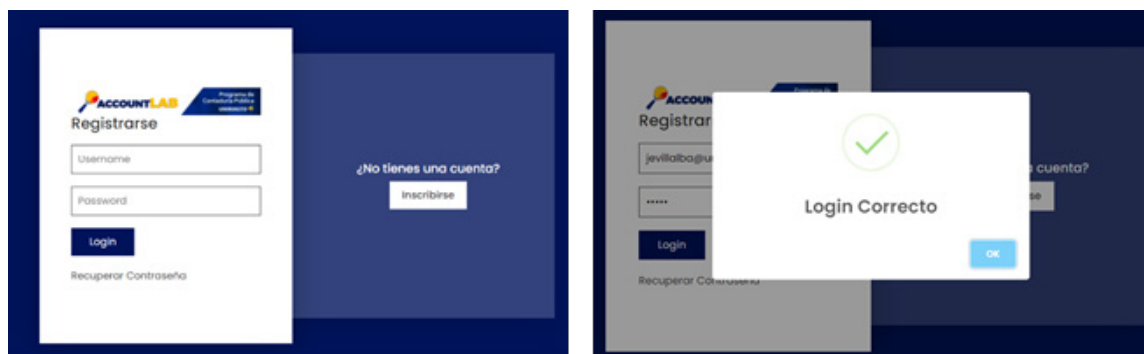 ACCOUNTLAB
Programa de
Contaduría Pública
Registrarse
Username
Password
Login
Recuperar Contraseña
¿No tienes una cuenta?
Inscribirse
ACCOUN
Registrar
jevillalba@u
•••••
Login
Recuperar Contraseña
Login Correcto
OK
a cuenta?
se